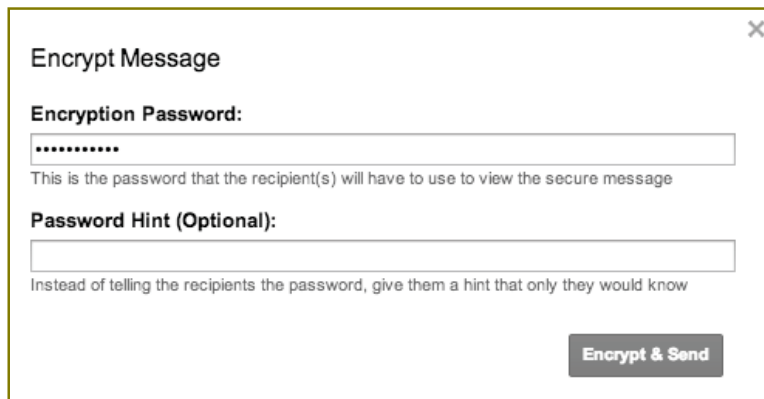 Encrypt Message
Encryption Password:
•••••••••••
This is the password that the recipient(s) will have to use to view the secure message
Password Hint (Optional):
Instead of telling the recipients the password, give them a hint that only they would know
Encrypt & Send